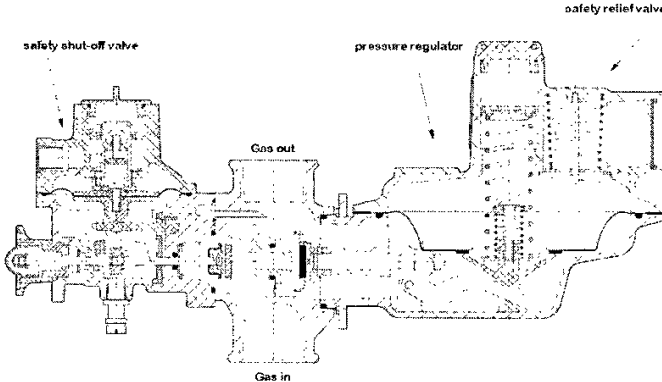 safety relief valve
safety shut-off valve
pressure regulator
Gas out
Gas in